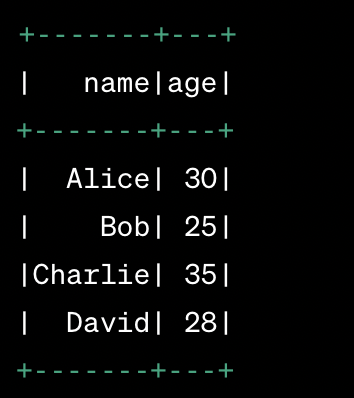 +-------+---+
|   name|age|
+-------+---+
|  Alice| 30|
|    Bob| 25|
|Charlie| 35|
|  David| 28|
+-------+---+